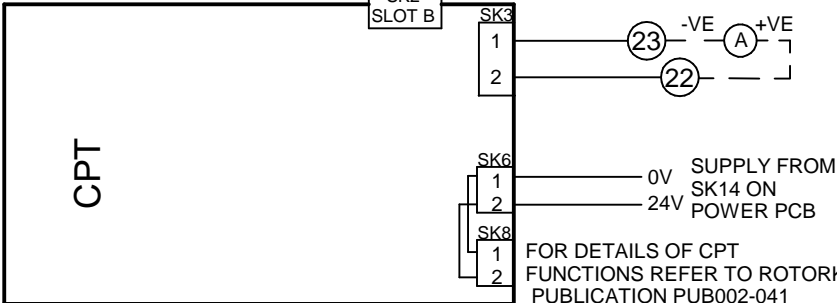 SLOT B
SK3
1
23
-VE
A
+VE
2
22
CPT
SK6
1
0V
2
24V
SUPPLY FROM
SK14 ON
POWER PCB
SK8
1
2
FOR DETAILS OF CPT
FUNCTIONS REFER TO ROTORK
PUBLICATION PUB002-041